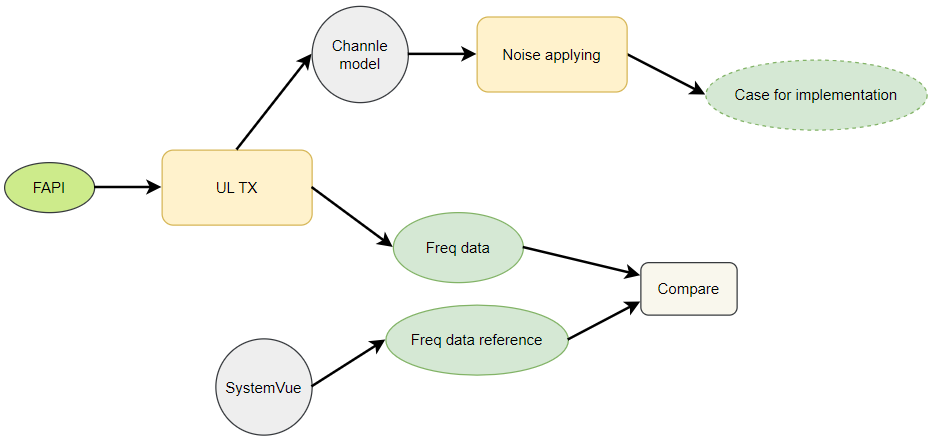 Channle
model
Noise applying
Case for implementation
FAPI
UL TX
Freq data
Compare
Freq data reference
SystemVue